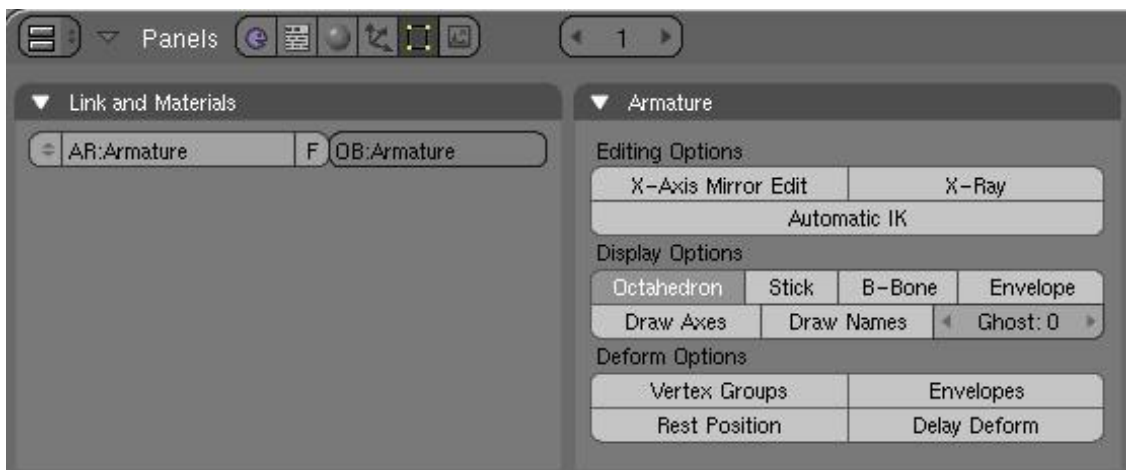 Panels 1
Link and Materials
AR:Armature F OB:Armature
Armature
Editing Options
X-Axis Mirror Edit X-Ray
Automatic IK
Display Options
Octahedron Stick B-Bone Envelope
Draw Axes Draw Names Ghost: 0
Deform Options
Vertex Groups Envelopes
Rest Position Delay Deform